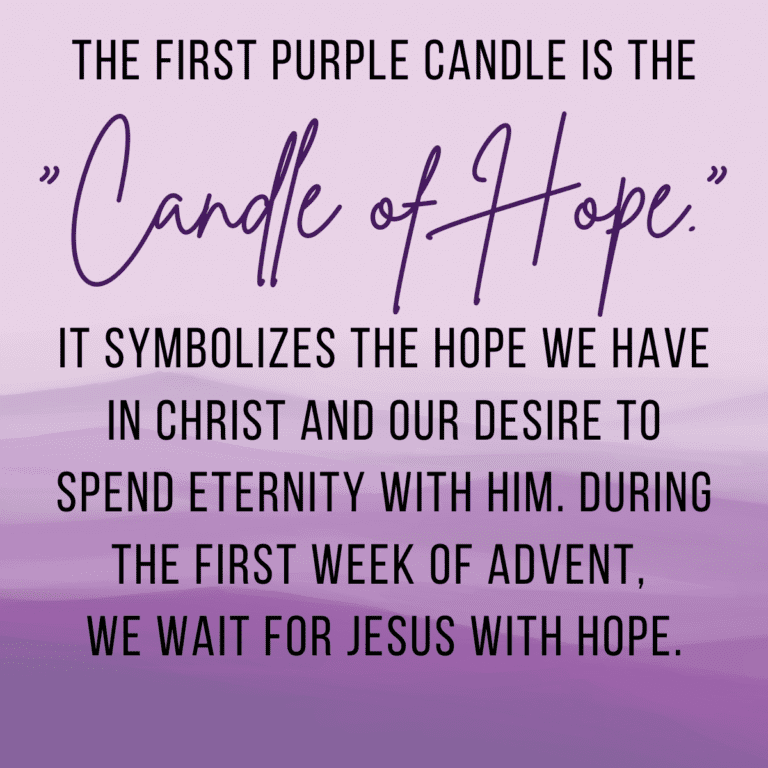 THE FIRST PURPLE CANDLE IS THE
”Candle of Hope.”
IT SYMBOLIZES THE HOPE WE HAVE
IN CHRIST AND OUR DESIRE TO
SPEND ETERNITY WITH HIM. DURING
THE FIRST WEEK OF ADVENT,
WE WAIT FOR JESUS WITH HOPE.